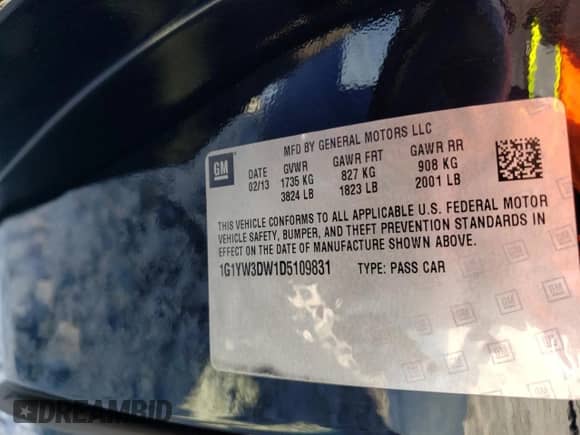 MFD BY GENERAL MOTORS LLC
GM DATE GVWR GAWR FRT GAWR RR
02/13 1735 KG 827 KG 908 KG
3824 LB 1823 LB 2001 LB
THIS VEHICLE CONFORMS TO ALL APPLICABLE U.S. FEDERAL MOTOR
VEHICLE SAFETY, BUMPER, AND THEFT PREVENTION STANDARDS IN
EFFECT ON THE DATE OF MANUFACTURE SHOWN ABOVE.
1G1YW3DW1D5109831 TYPE: PASS CAR
DREAMBID